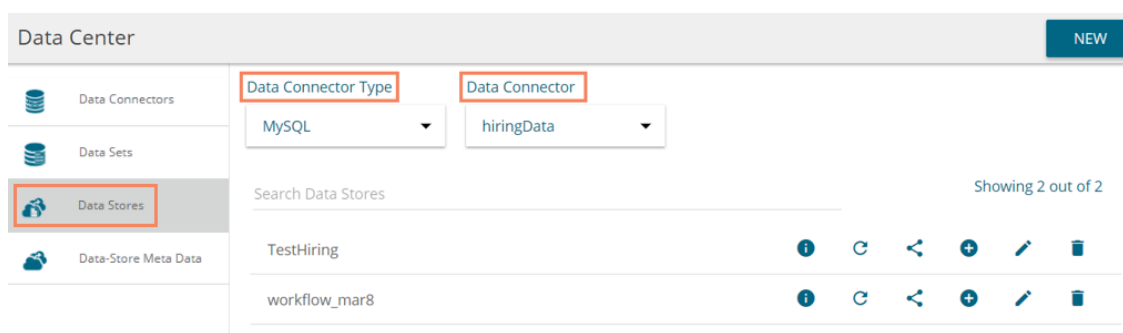 Data Center
NEW
Data Connectors
Data Sets
Data Stores
Data-Store Meta Data
Data Connector Type
Data Connector
MySQL
hiringData
Search Data Stores
Showing 2 out of 2
TestHiring
workflow_mar8